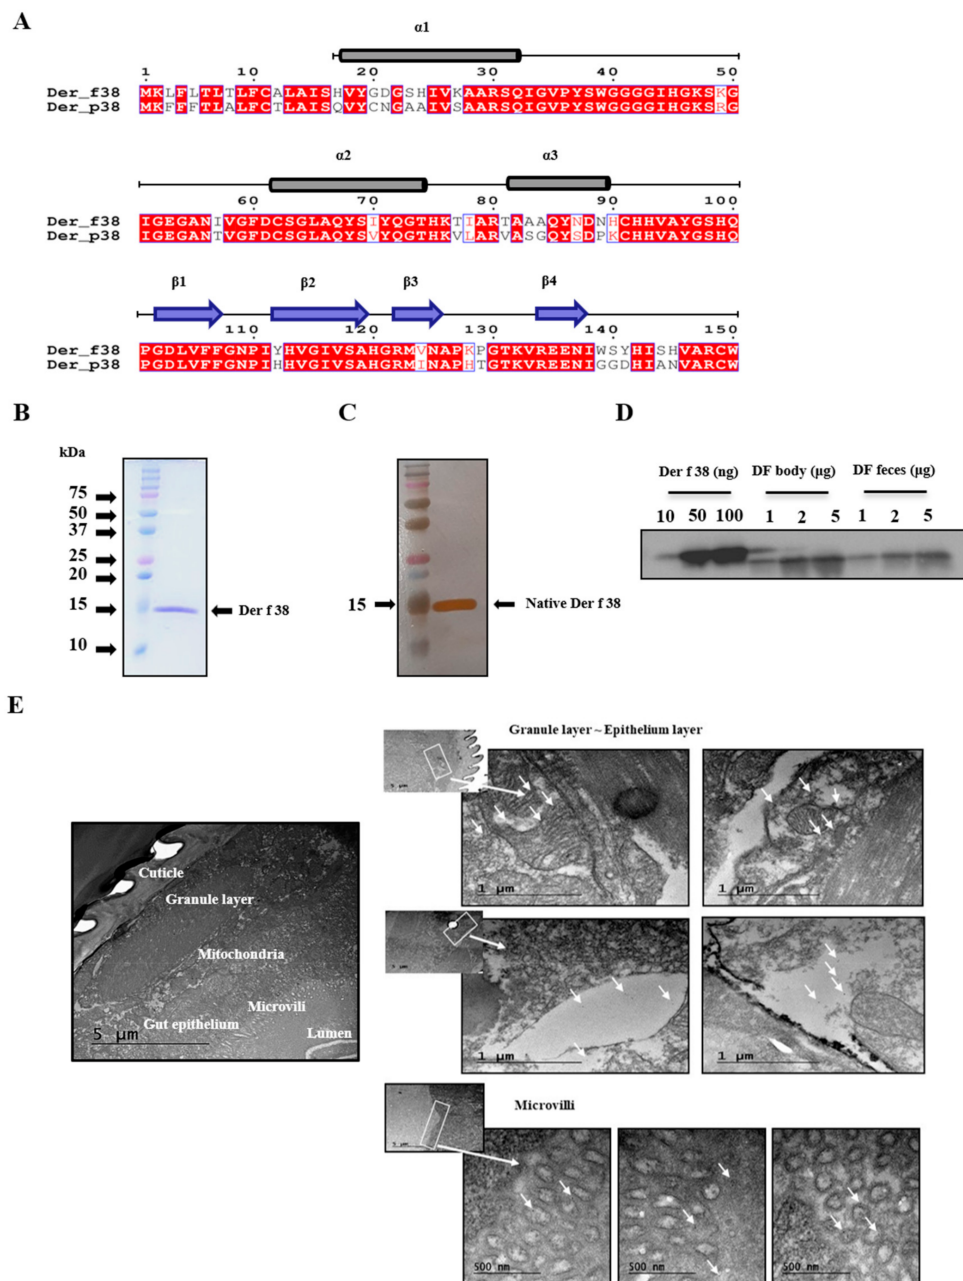 A
α1
1 10 20 30 40 50
Der_f38 MKLFLTLTLFCALAISHVYGDGSHIVKAARSQIGVPYSWGGGGIHGKSKG
Der_p38 MKFFFTLALFCTLAISQVYCNGAAIVSAARSQIGVPYSWGGGGIHGKSRG
α2 α3
60 70 80 90 100
Der_f38 IGEGANIVGFDCSGLAQYSIYQGTHKTIARTAAAQYNDNHCHHVAYGSHQ
Der_p38 IGEGANTVGFDCSGLAQYSVYQGTHKVLARVASGQYSDPKCHHVAYGSHQ
β1 β2 β3 β4
110 120 130 140 150
Der_f38 PGDLVFFGNPIYHVGIVSAHGRMVNAPKPGTKVREENIWSYHISHVARCW
Der_p38 PGDLVFFGNPIHHVGIVSAHGRMINAPHTGTKVREENIGGDHIANVARCW
B
kDa
75
50
37
25
20
15
10
Der f 38
C
15
Native Der f 38
D
Der f 38 (ng) DF body (μg) DF feces (μg)
10 50 100 1 2 5 1 2 5
E
Cuticle
Granule layer
Mitochondria
Microvili
Gut epithelium
Lumen
5 μm
Granule layer ~ Epithelium layer
1 μm
1 μm
1 μm
1 μm
Microvilli
500 nm
500 nm
500 nm